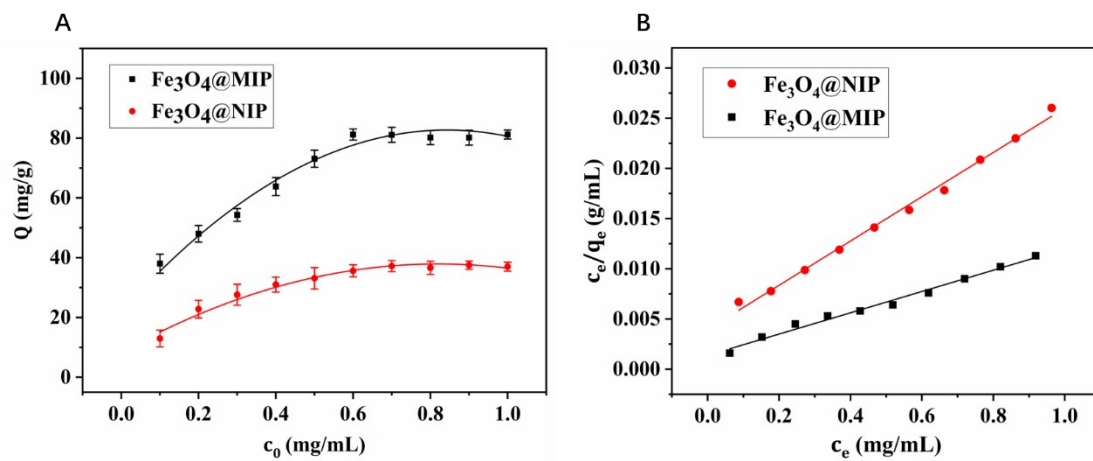 A
Fe₃O₄@MIP
Fe₃O₄@NIP
100
80
60
40
20
0
Q (mg/g)
0.0 0.2 0.4 0.6 0.8 1.0
c₀ (mg/mL)
B
Fe₃O₄@NIP
Fe₃O₄@MIP
0.030
0.025
0.020
0.015
0.010
0.005
0.000
cₑ/qₑ (g/mL)
0.0 0.2 0.4 0.6 0.8 1.0
cₑ (mg/mL)